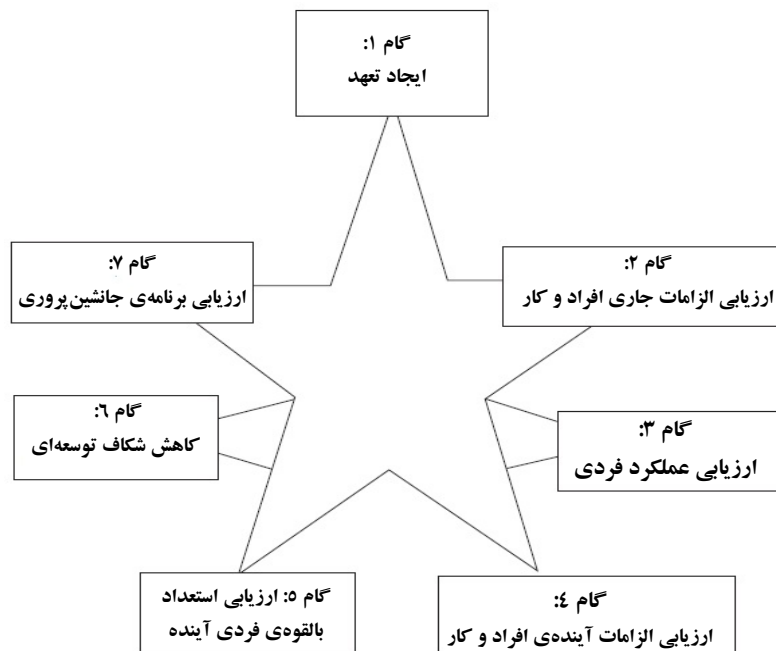 گام ۱:
ایجاد تعهد
گام ۲:
ارزیابی الزامات جاری افراد و کار
گام ۳:
ارزیابی عملکرد فردی
گام ٤:
ارزیابی الزامات آینده‌ی افراد و کار
گام ٥: ارزیابی استعداد
بالقوه‌ی فردی آینده
گام ٦:
کاهش شکاف توسعه‌ای
گام ۷:
ارزیابی برنامه‌ی جانشین‌پروری